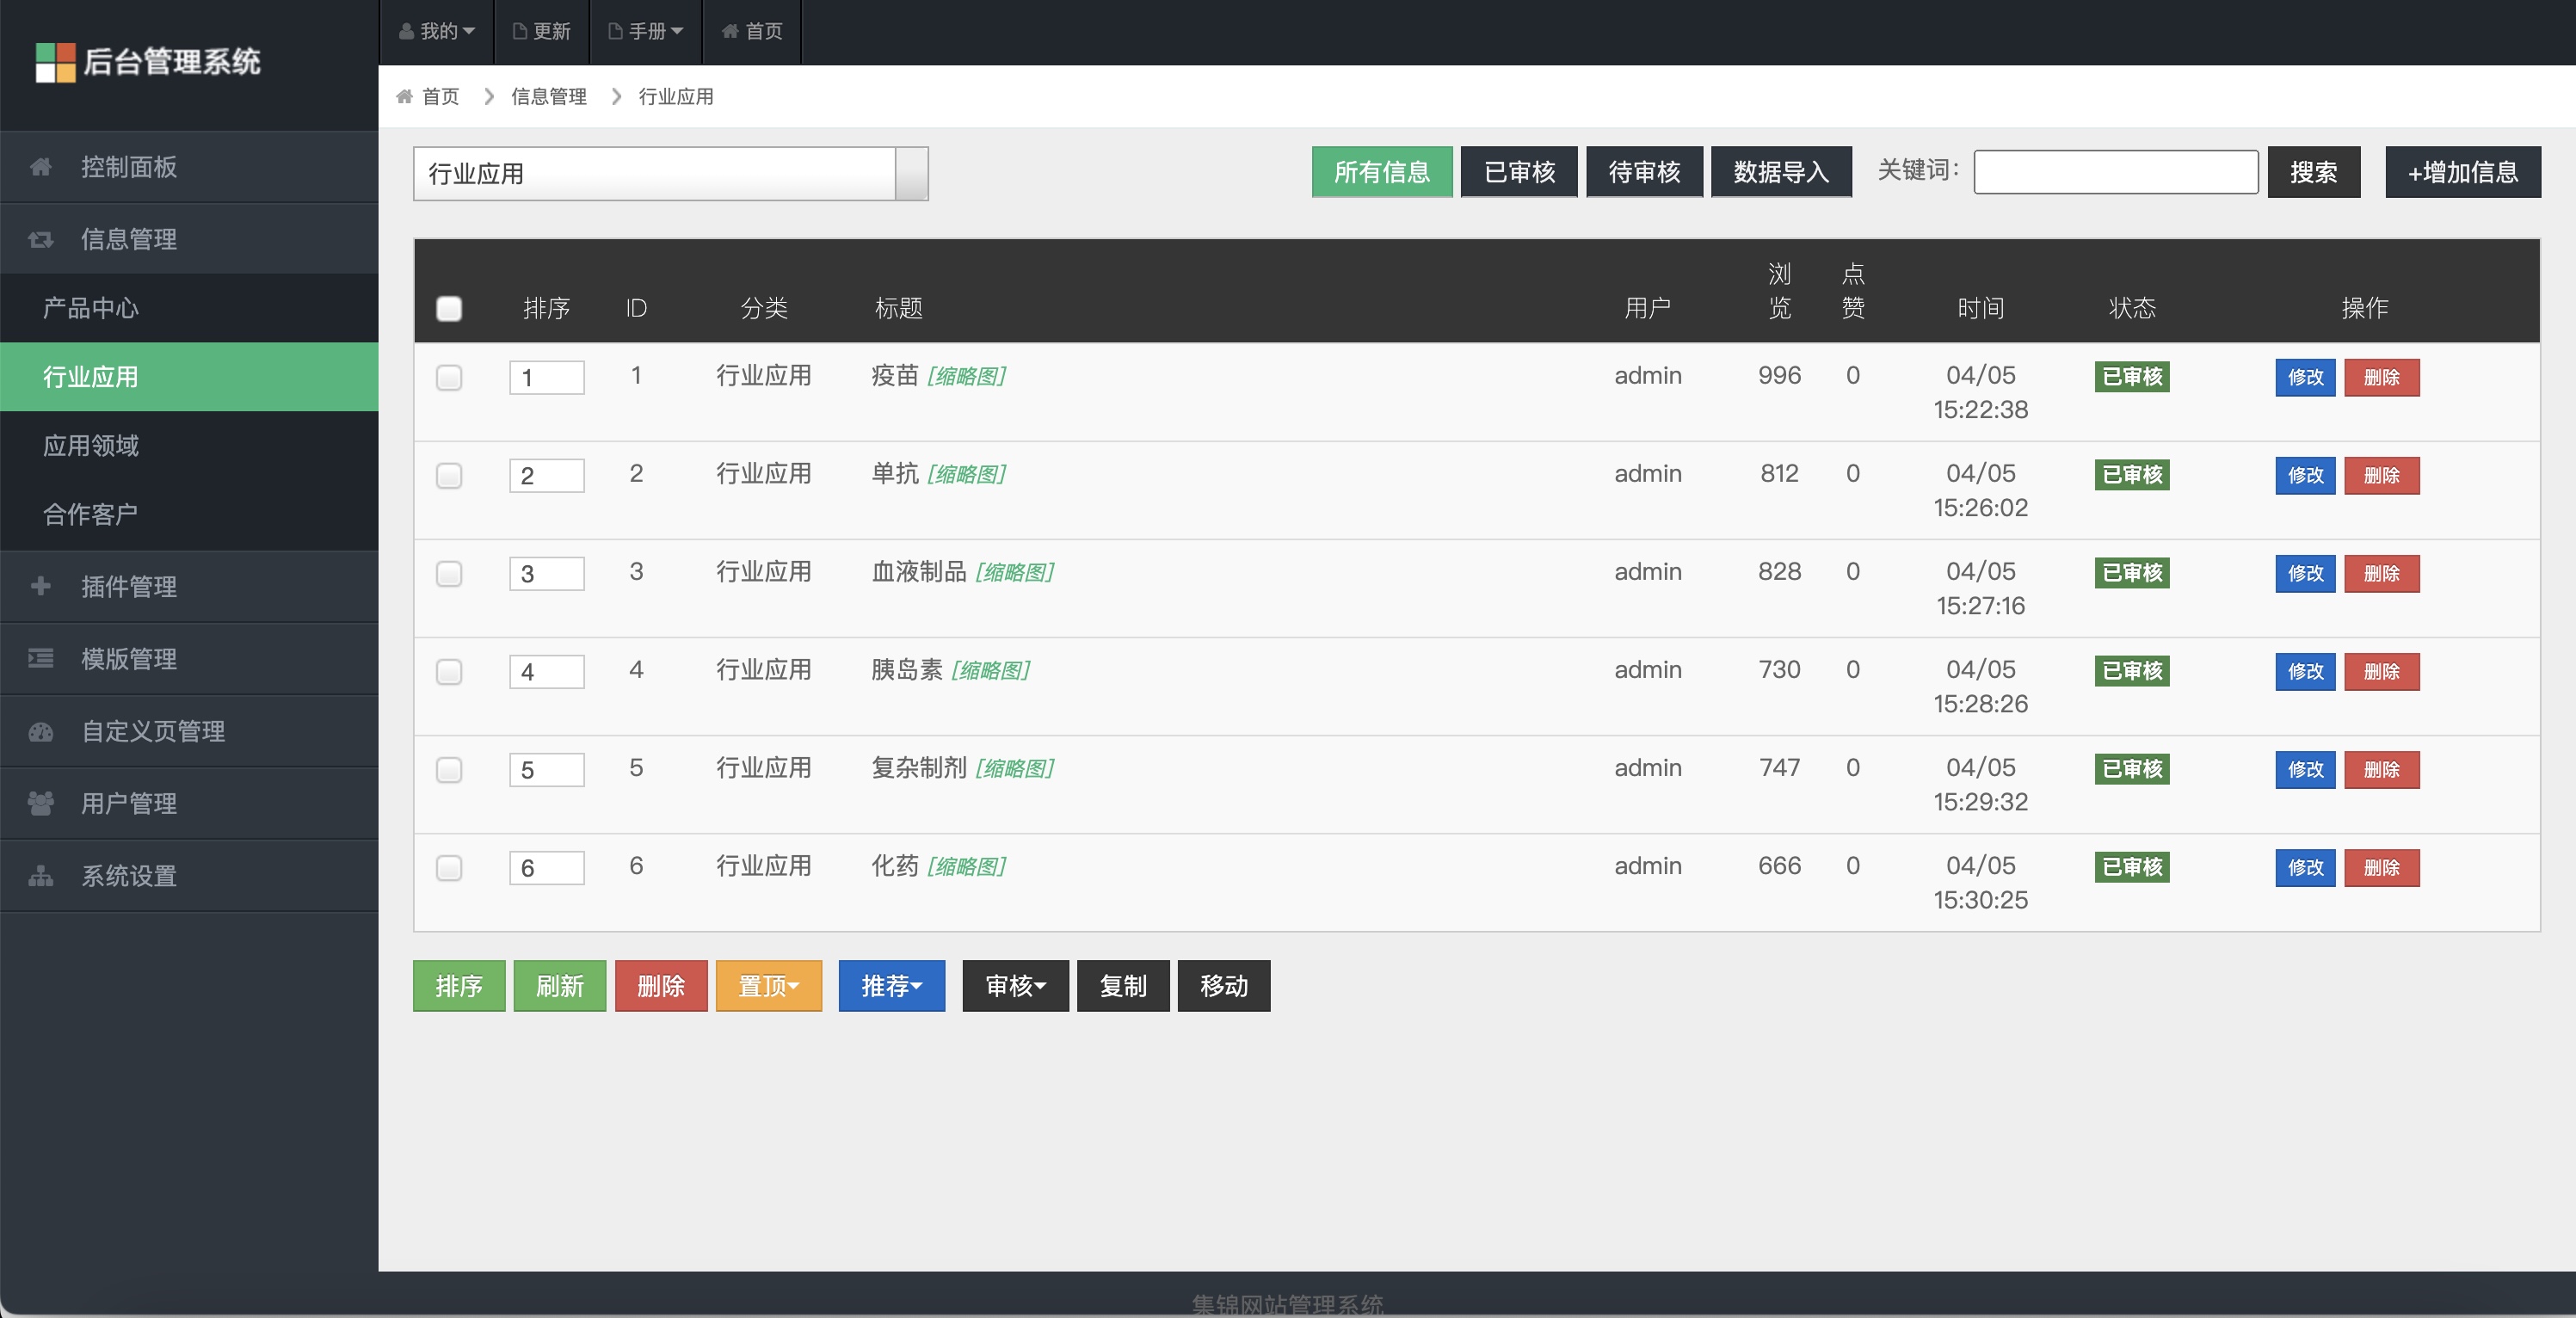 后台管理系统
我的 更新 手册 首页
首页 信息管理 行业应用
控制面板
信息管理
产品中心
行业应用
应用领域
合作客户
插件管理
模版管理
自定义页管理
用户管理
系统设置
行业应用 所有信息 已审核 待审核 数据导入 关键词: 搜索 +增加信息
排序 ID 分类 标题 用户 浏览 点赞 时间 状态 操作
1 1 行业应用 疫苗 [缩略图] admin 996 0 04/05 已审核 修改 删除
15:22:38
2 2 行业应用 单抗 [缩略图] admin 812 0 04/05 已审核 修改 删除
15:26:02
3 3 行业应用 血液制品 [缩略图] admin 828 0 04/05 已审核 修改 删除
15:27:16
4 4 行业应用 胰岛素 [缩略图] admin 730 0 04/05 已审核 修改 删除
15:28:26
5 5 行业应用 复杂制剂 [缩略图] admin 747 0 04/05 已审核 修改 删除
15:29:32
6 6 行业应用 化药 [缩略图] admin 666 0 04/05 已审核 修改 删除
15:30:25
排序 刷新 删除 置顶 推荐 审核 复制 移动
集锦网站管理系统